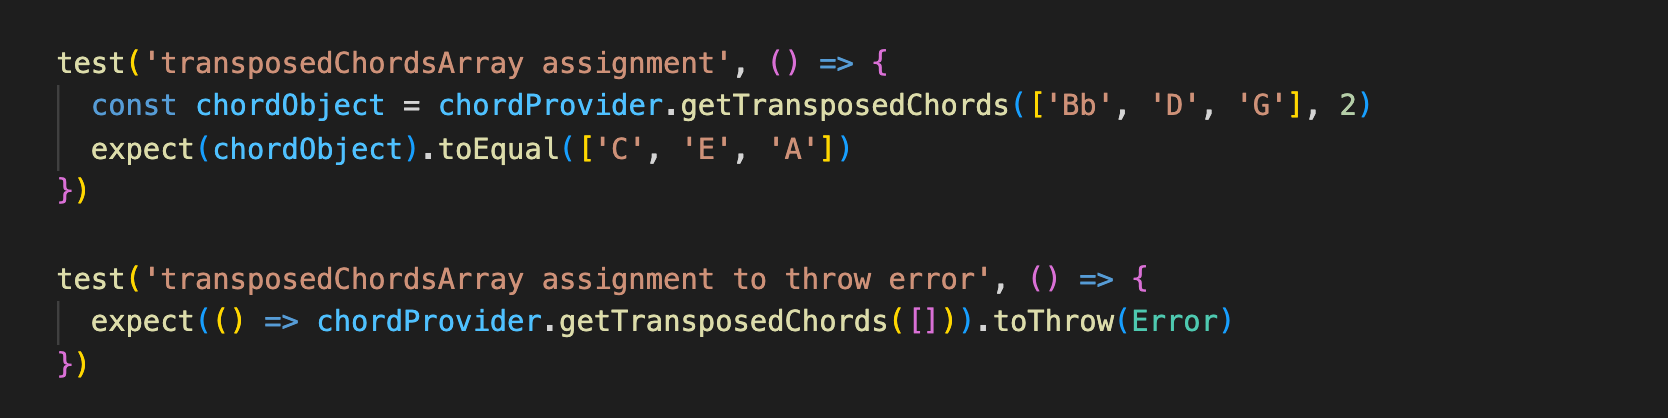 test('transposedChordsArray assignment', () => {
  const chordObject = chordProvider.getTransposedChords(['Bb', 'D', 'G'], 2)
  expect(chordObject).toEqual(['C', 'E', 'A'])
})

test('transposedChordsArray assignment to throw error', () => {
  expect(() => chordProvider.getTransposedChords([])).toThrow(Error)
})